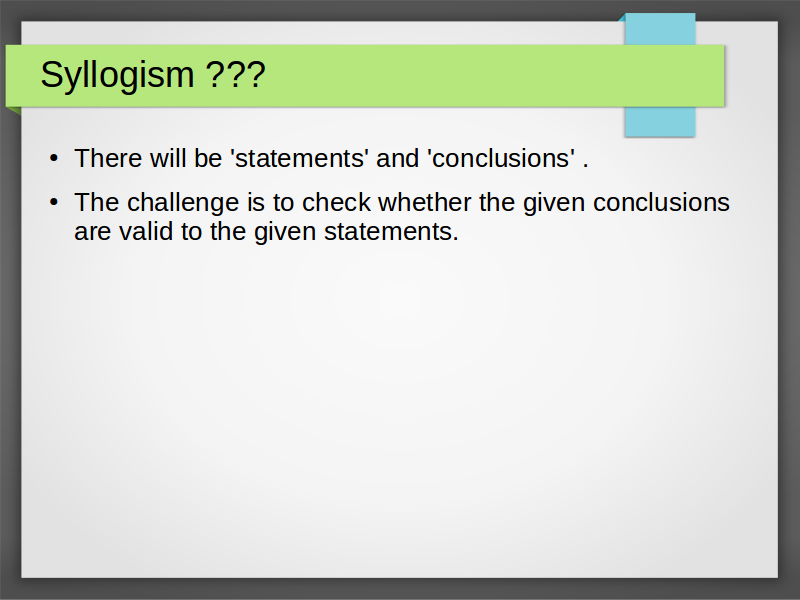 Syllogism ???
• There will be 'statements' and 'conclusions' .
• The challenge is to check whether the given conclusions
are valid to the given statements.